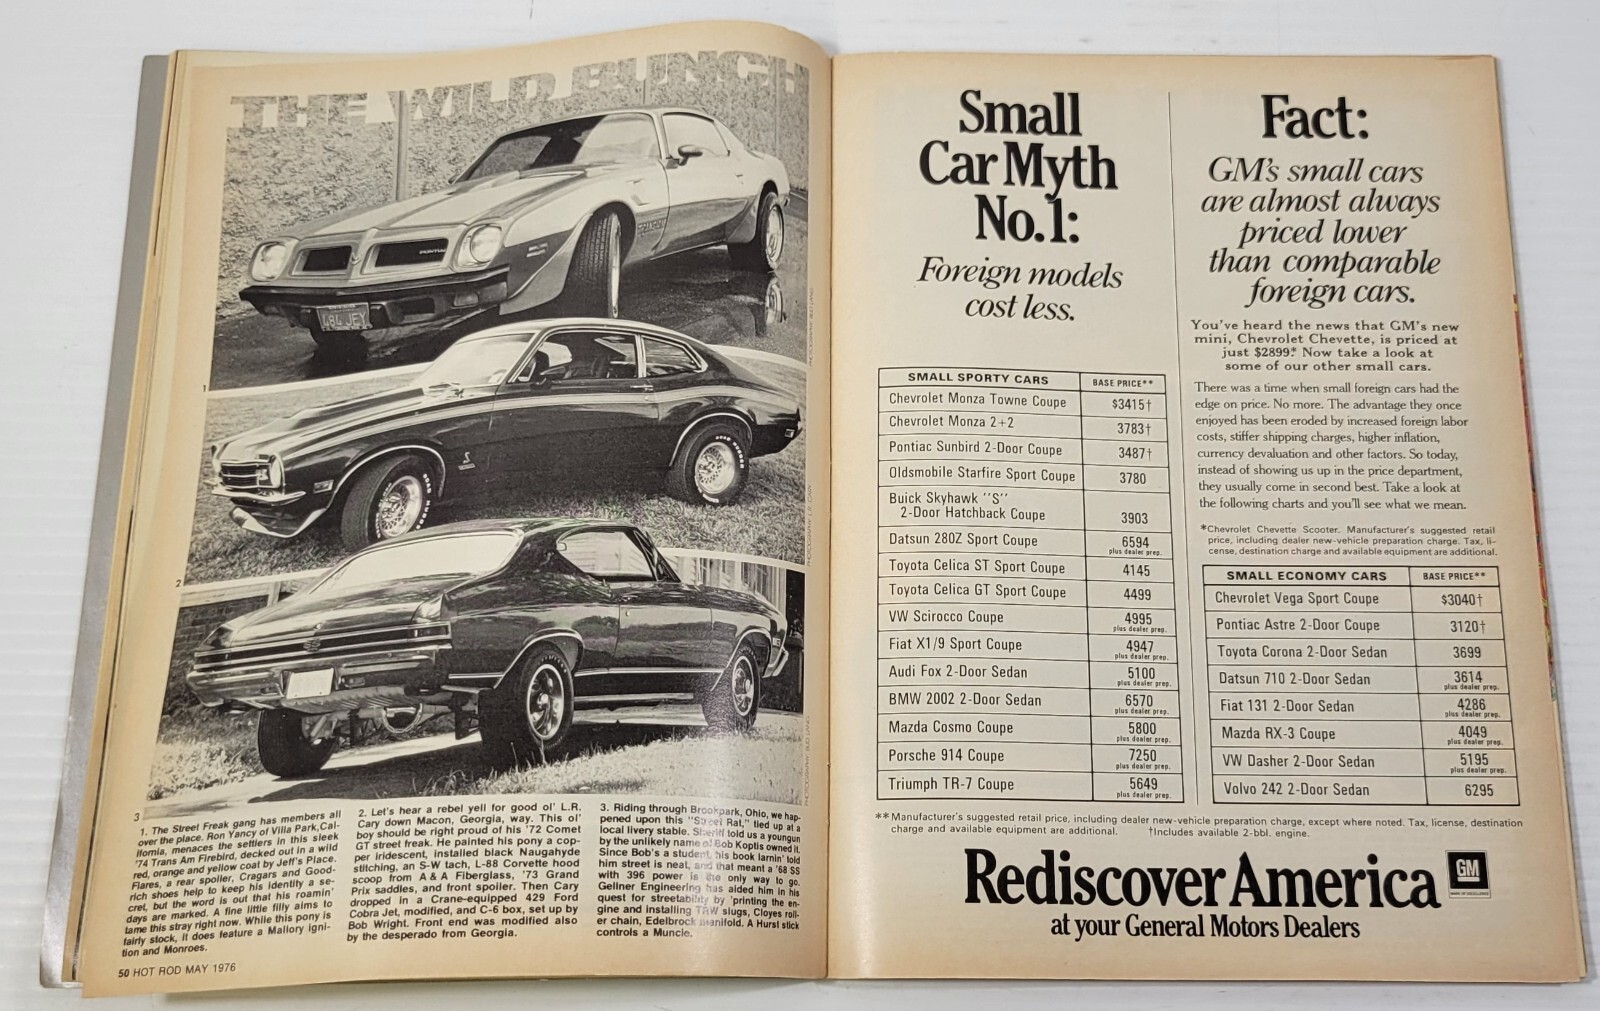 THE WILD BUNCH
PONTIAC
484 JEY
1
2
3
1. The Street Freak gang has members all
over the place. Ron Yancy of Villa Park, Cal-
ifornia, menaces the settlers in this sleek
'74 Trans Am Firebird, decked out in a wild
red, orange and yellow coat by Jeff's Place.
Flares, a rear spoiler, Cragars and Good-
rich shoes help to keep his identity a se-
cret, but the word is out that his roamin'
days are marked. A fine little filly aims to
tame this stray right now. While this pony is
fairly stock, it does feature a Mallory igni-
tion and Monroes.
2. Let's hear a rebel yell for good ol' L.R.
Cary down Macon, Georgia, way. This ol'
boy should be right proud of his '72 Comet
GT street freak. He painted his pony a cop-
per iridescent, installed black Naugahyde
stitching, an S-W tach, L-88 Corvette hood
scoop from A & A Fiberglass, '73 Grand
Prix saddles, and front spoiler. Then Cary
dropped in a Crane-equipped 429 Ford
Cobra Jet, modified, and C-6 box, set up by
Bob Wright. Front end was modified also
by the desperado from Georgia.
3. Riding through Brookpark, Ohio, we hap-
pened upon this "Street Rat," tied up at a
local livery stable. Sheriff told us a youngun
by the unlikely name of Bob Koptis owned it.
Since Bob's a student, his book larnin' told
him street is neat, and that meant a '68 SS
with 396 power is the only way to go.
Gellner Engineering has aided him in his
quest for streetability by 'printing the en-
gine and installing TRW slugs, Cloyes roll-
er chain, Edelbrock manifold. A Hurst stick
controls a Muncie.
50 HOT ROD MAY 1976
Small
Car Myth
No.1:
Foreign models
cost less.
SMALL SPORTY CARS BASE PRICE**
Chevrolet Monza Towne Coupe $3415†
Chevrolet Monza 2+2 3783†
Pontiac Sunbird 2-Door Coupe 3487†
Oldsmobile Starfire Sport Coupe 3780
Buick Skyhawk "S"
2-Door Hatchback Coupe 3903
Datsun 280Z Sport Coupe 6594
plus dealer prep.
Toyota Celica ST Sport Coupe 4145
Toyota Celica GT Sport Coupe 4499
VW Scirocco Coupe 4995
plus dealer prep.
Fiat X1/9 Sport Coupe 4947
plus dealer prep.
Audi Fox 2-Door Sedan 5100
plus dealer prep.
BMW 2002 2-Door Sedan 6570
plus dealer prep.
Mazda Cosmo Coupe 5800
plus dealer prep.
Porsche 914 Coupe 7250
plus dealer prep.
Triumph TR-7 Coupe 5649
plus dealer prep.
Fact:
GM's small cars
are almost always
priced lower
than comparable
foreign cars.
You've heard the news that GM's new
mini, Chevrolet Chevette, is priced at
just $2899.* Now take a look at
some of our other small cars.
There was a time when small foreign cars had the
edge on price. No more. The advantage they once
enjoyed has been eroded by increased foreign labor
costs, stiffer shipping charges, higher inflation,
currency devaluation and other factors. So today,
instead of showing us up in the price department,
they usually come in second best. Take a look at
the following charts and you'll see what we mean.
*Chevrolet Chevette Scooter. Manufacturer's suggested retail
price, including dealer new-vehicle preparation charge. Tax, li-
cense, destination charge and available equipment are additional.
SMALL ECONOMY CARS BASE PRICE**
Chevrolet Vega Sport Coupe $3040†
Pontiac Astre 2-Door Coupe 3120†
Toyota Corona 2-Door Sedan 3699
Datsun 710 2-Door Sedan 3614
plus dealer prep.
Fiat 131 2-Door Sedan 4286
plus dealer prep.
Mazda RX-3 Coupe 4049
plus dealer prep.
VW Dasher 2-Door Sedan 5195
plus dealer prep.
Volvo 242 2-Door Sedan 6295
**Manufacturer's suggested retail price, including dealer new-vehicle preparation charge, except where noted. Tax, license, destination
charge and available equipment are additional. †Includes available 2-bbl. engine.
Rediscover America
GM
MARK OF EXCELLENCE
at your General Motors Dealers